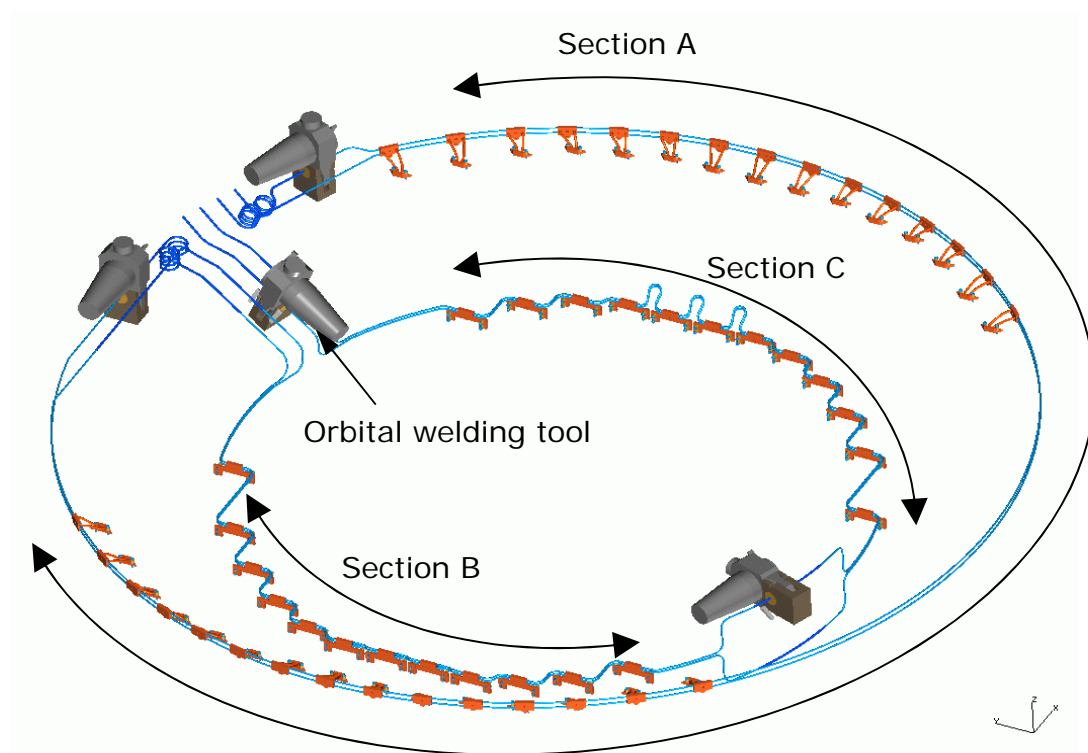 Section A
Section C
Orbital welding tool
Section B
z
x
y